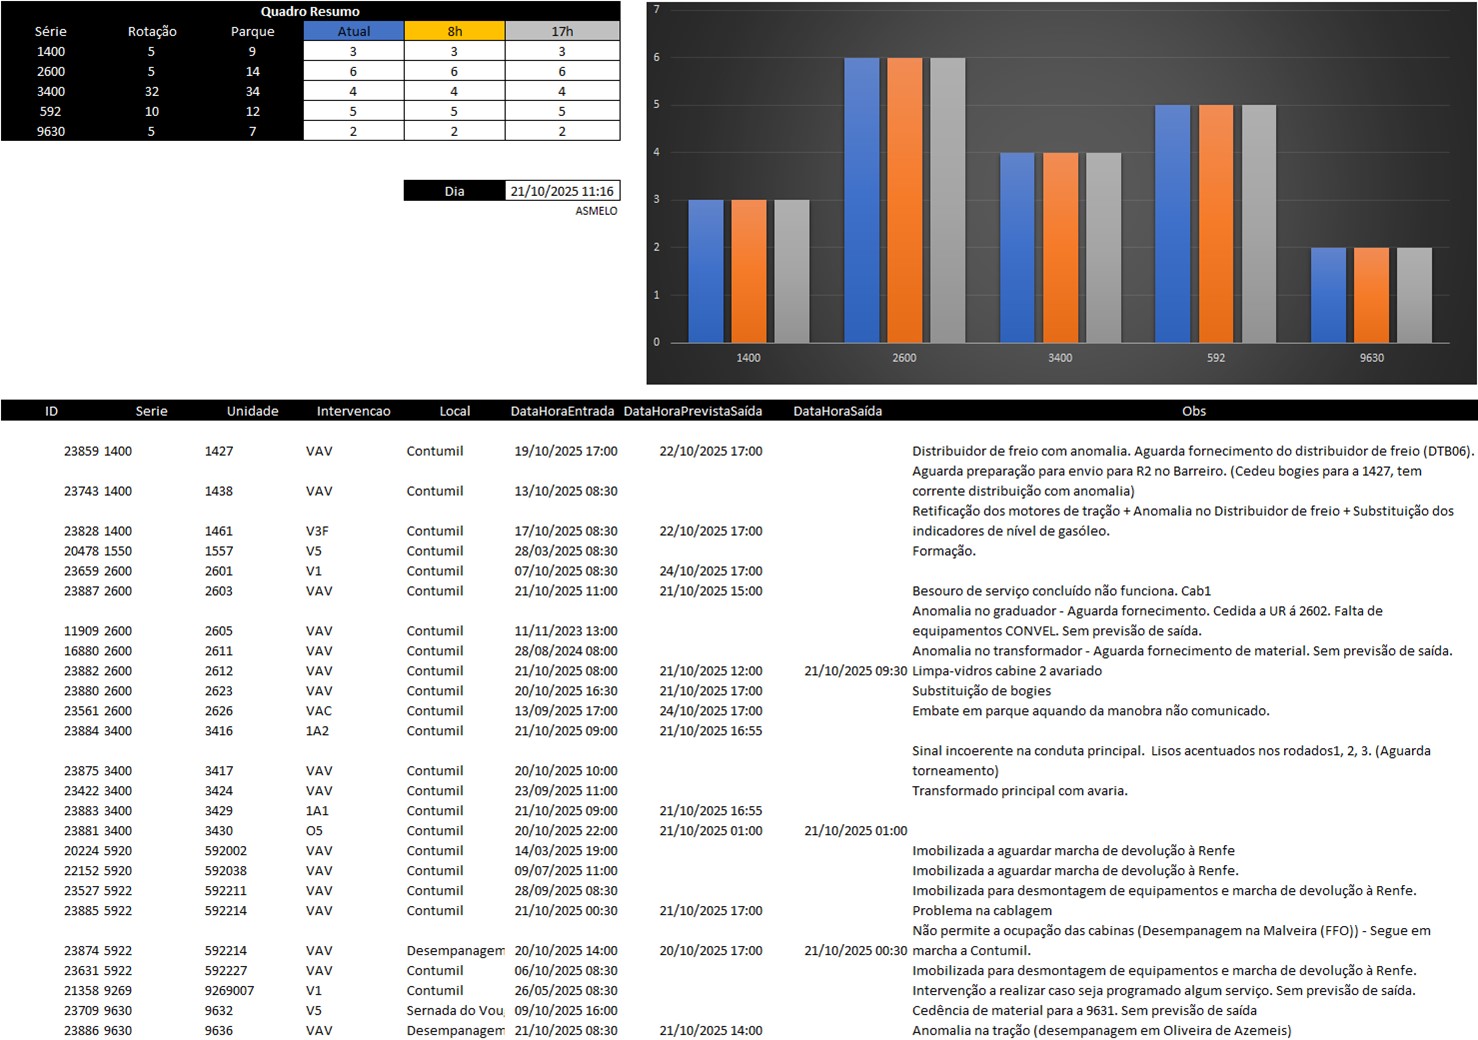 Quadro Resumo
Série Rotação Parque Atual 8h 17h
1400 5 9 3 3 3
2600 5 14 6 6 6
3400 32 34 4 4 4
592 10 12 5 5 5
9630 5 7 2 2 2
Dia 21/10/2025 11:16
ASMELO
7
6
5
4
3
2
1
0
1400 2600 3400 592 9630
ID Serie Unidade Intervencao Local DataHoraEntrada DataHoraPrevistaSaída DataHoraSaída Obs
23859 1400 1427 VAV Contumil 19/10/2025 17:00 22/10/2025 17:00 Distribuidor de freio com anomalia. Aguarda fornecimento do distribuidor de freio (DTB06).
Aguarda preparação para envio para R2 no Barreiro. (Cedeu bogies para a 1427, tem
23743 1400 1438 VAV Contumil 13/10/2025 08:30 corrente distribuição com anomalia)
Retificação dos motores de tração + Anomalia no Distribuidor de freio + Substituição dos
23828 1400 1461 V3F Contumil 17/10/2025 08:30 22/10/2025 17:00 indicadores de nível de gasóleo.
20478 1550 1557 V5 Contumil 28/03/2025 08:30 Formação.
23659 2600 2601 V1 Contumil 07/10/2025 08:30 24/10/2025 17:00
23887 2600 2603 VAV Contumil 21/10/2025 11:00 21/10/2025 15:00 Besouro de serviço concluído não funciona. Cab1
Anomalia no graduador - Aguarda fornecimento. Cedida a UR á 2602. Falta de
11909 2600 2605 VAV Contumil 11/11/2023 13:00 equipamentos CONVEL. Sem previsão de saída.
16880 2600 2611 VAV Contumil 28/08/2024 08:00 Anomalia no transformador - Aguarda fornecimento de material. Sem previsão de saída.
23882 2600 2612 VAV Contumil 21/10/2025 08:00 21/10/2025 12:00 21/10/2025 09:30 Limpa-vidros cabine 2 avariado
23880 2600 2623 VAV Contumil 20/10/2025 16:30 21/10/2025 17:00 Substituição de bogies
23561 2600 2626 VAC Contumil 13/09/2025 17:00 24/10/2025 17:00 Embate em parque aquando da manobra não comunicado.
23884 3400 3416 1A2 Contumil 21/10/2025 09:00 21/10/2025 16:55
Sinal incoerente na conduta principal.  Lisos acentuados nos rodados1, 2, 3. (Aguarda
23875 3400 3417 VAV Contumil 20/10/2025 10:00 torneamento)
23422 3400 3424 VAV Contumil 23/09/2025 11:00 Transformado principal com avaria.
23883 3400 3429 1A1 Contumil 21/10/2025 09:00 21/10/2025 16:55
23881 3400 3430 O5 Contumil 20/10/2025 22:00 21/10/2025 01:00 21/10/2025 01:00
20224 5920 592002 VAV Contumil 14/03/2025 19:00 Imobilizada a aguardar marcha de devolução à Renfe
22152 5920 592038 VAV Contumil 09/07/2025 11:00 Imobilizada a aguardar marcha de devolução à Renfe.
23527 5922 592211 VAV Contumil 28/09/2025 08:30 Imobilizada para desmontagem de equipamentos e marcha de devolução à Renfe.
23885 5922 592214 VAV Contumil 21/10/2025 00:30 21/10/2025 17:00 Problema na cablagem
Não permite a ocupação das cabinas (Desempanagem na Malveira (FFO)) - Segue em
23874 5922 592214 VAV Desempanagem 20/10/2025 14:00 20/10/2025 17:00 21/10/2025 00:30 marcha a Contumil.
23631 5922 592227 VAV Contumil 06/10/2025 08:30 Imobilizada para desmontagem de equipamentos e marcha de devolução à Renfe.
21358 9269 9269007 V1 Contumil 26/05/2025 08:30 Intervenção a realizar caso seja programado algum serviço. Sem previsão de saída.
23709 9630 9632 V5 Sernada do Vou 09/10/2025 16:00 Cedência de material para a 9631. Sem previsão de saída
23886 9630 9636 VAV Desempanagem 21/10/2025 08:30 21/10/2025 14:00 Anomalia na tração (desempanagem em Oliveira de Azemeis)